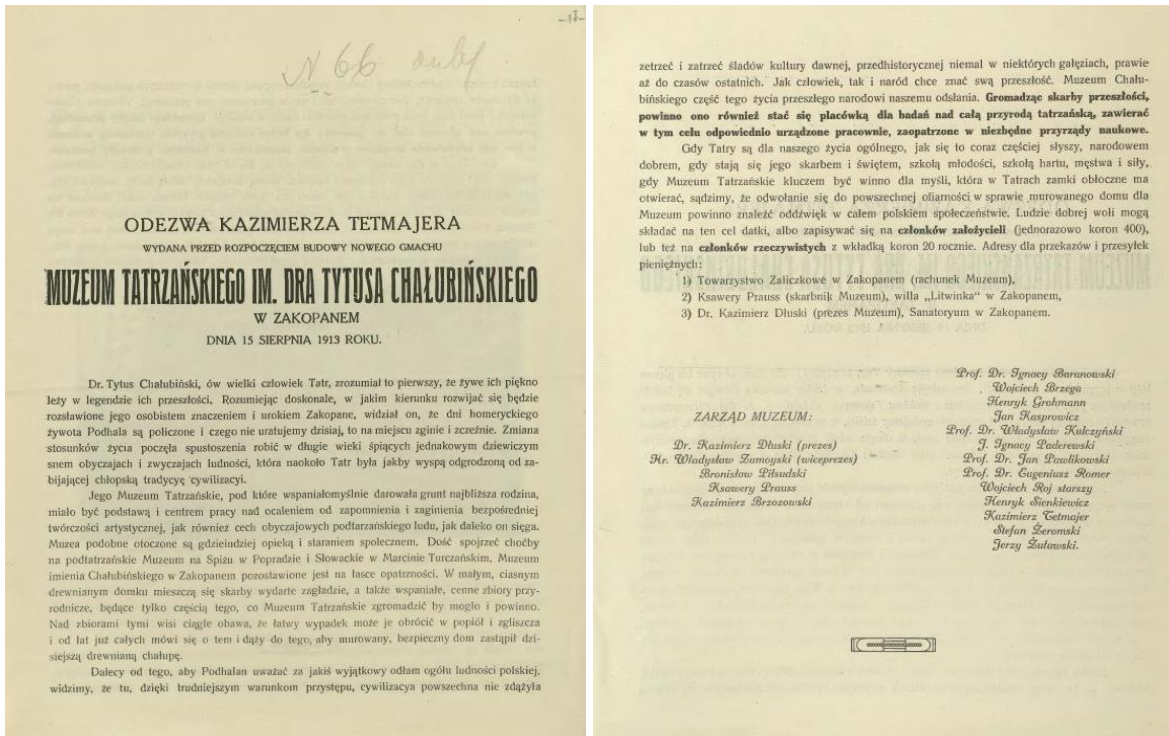 -17-
N 66
ODEZWA KAZIMIERZA TETMAJERA
WYDANA PRZED ROZPOCZĘCIEM BUDOWY NOWEGO GMACHU
MUZEUM TATRZAŃSKIEGO IM. DRA TYTUSA CHAŁUBIŃSKIEGO
W ZAKOPANEM
DNIA 15 SIERPNIA 1913 ROKU.
Dr. Tytus Chałubiński, ów wielki człowiek Tatr, zrozumiał to pierwszy, że żywe ich piękno
leży w legendzie ich przeszłości. Rozumiejąc doskonale, w jakim kierunku rozwijać się będzie
rozsławione jego osobistem znaczeniem i urokiem Zakopane, widział on, że dni homeryckiego
żywota Podhala są policzone i czego nie uratujemy dzisiaj, to na miejscu zginie i zczeźnie. Zmiana
stosunków życia poczęła spustoszenia robić w długie wieki śpiących jednakowym dziewiczym
snem obyczajach i zwyczajach ludności, która naokoło Tatr była jakby wyspą odgrodzoną od za-
bijającej chłopską tradycyę cywilizacyi.
Jego Muzeum Tatrzańskie, pod które wspaniałomyślnie darowała grunt najbliższa rodzina,
miało być podstawą i centrem pracy nad ocaleniem od zapomnienia i zaginienia bezpośredniej
twórczości artystycznej, jak również cech obyczajowych podtarzańskiego ludu, jak daleko on sięga.
Muzea podobne otoczone są gdzieindziej opieką i staraniem społecznem. Dość spojrzeć choćby
na podtatrzańskie Muzeum na Spiżu w Popradzie i Słowackie w Marcinie Turczańskim. Muzeum
imienia Chałubińskiego w Zakopanem pozostawione jest na łasce opatrzności. W małym, ciasnym
drewnianym domku mieszczą się skarby wydarte zagładzie, a także wspaniałe, cenne zbiory przy-
rodnicze, będące tylko częścią tego, co Muzeum Tatrzańskie zgromadzić by mogło i powinno.
Nad zbiorami tymi wisi ciągle obawa, że łatwy wypadek może je obrócić w popiół i zgliszcza
i od lat już całych mówi się o tem i dąży do tego, aby murowany, bezpieczny dom zastąpił dzi-
siejszą drewnianą chałupę.
Dalecy od tego, aby Podhalan uważać za jakiś wyjątkowy odłam ogółu ludności polskiej,
widzimy, że tu, dzięki trudniejszym warunkom przystępu, cywilizacya powszechna nie zdążyła
zetrzeć i zatrzeć śladów kultury dawnej, przedhistorycznej niemal w niektórych gałęziach, prawie
aż do czasów ostatnich. Jak człowiek, tak i naród chce znać swą przeszłość. Muzeum Chału-
bińskiego część tego życia przeszłego narodowi naszemu odsłania. Gromadząc skarby przeszłości,
powinno ono również stać się placówką dla badań nad całą przyrodą tatrzańską, zawierać
w tym celu odpowiednio urządzone pracownie, zaopatrzone w niezbędne przyrządy naukowe.
Gdy Tatry są dla naszego życia ogólnego, jak się to coraz częściej słyszy, narodowem
dobrem, gdy stają się jego skarbem i świętem, szkołą młodości, szkołą hartu, męstwa i siły,
gdy Muzeum Tatrzańskie kluczem być winno dla myśli, która w Tatrach zamki obłoczne ma
otwierać, sądzimy, że odwołanie się do powszechnej ofiarności w sprawie murowanego domu dla
Muzeum powinno znaleźć oddźwięk w całem polskiem społeczeństwie. Ludzie dobrej woli mogą
składać na ten cel datki, albo zapisywać się na członków założycieli (jednorazowo koron 400),
lub też na członków rzeczywistych z wkładką koron 20 rocznie. Adresy dla przekazów i przesyłek
pieniężnych:
1) Towarzystwo Zaliczkowe w Zakopanem (rachunek Muzeum),
2) Ksawery Prauss (skarbnik Muzeum), willa „Litwinka" w Zakopanem,
3) Dr. Kazimierz Dłuski (prezes Muzeum), Sanatoryum w Zakopanem.
ZARZĄD MUZEUM:
Dr. Kazimierz Dłuski (prezes)
Hr. Władysław Zamoyski (wiceprezes)
Bronisław Piłsudski
Ksawery Prauss
Kazimierz Brzozowski
Prof. Dr. Ignacy Baranowski
Wojciech Brzega
Henryk Grohmann
Jan Kasprowicz
Prof. Dr. Władysław Kulczyński
J. Ignacy Paderewski
Prof. Dr. Jan Pawlikowski
Prof. Dr. Eugeniusz Romer
Wojciech Roj starszy
Henryk Sienkiewicz
Kazimierz Tetmajer
Stefan Żeromski
Jerzy Żuławski.